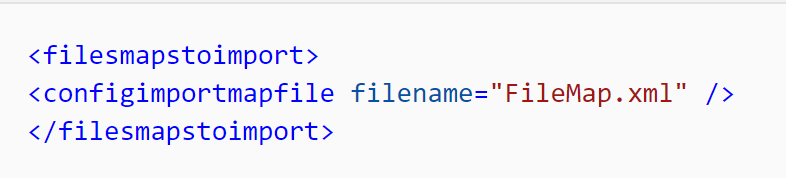 <filesmapstoimport>
<configimportmapfile filename="FileMap.xml" />
</filesmapstoimport>